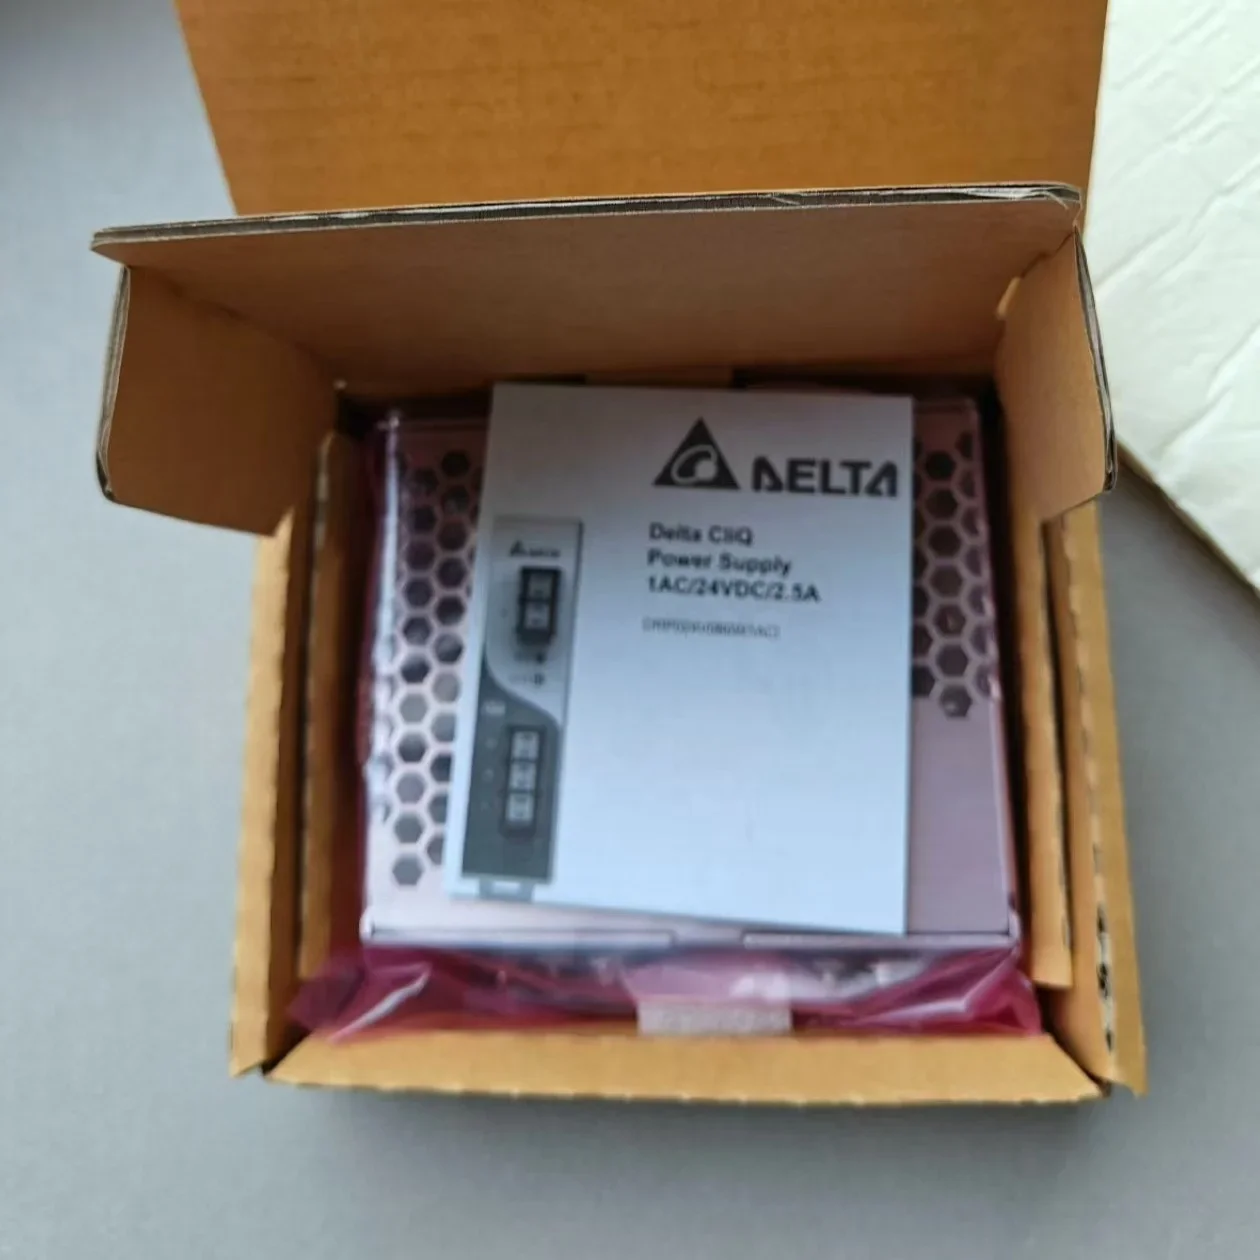 DELTA
Delta CliQ
Power Supply
1AC/24VDC/2.5A